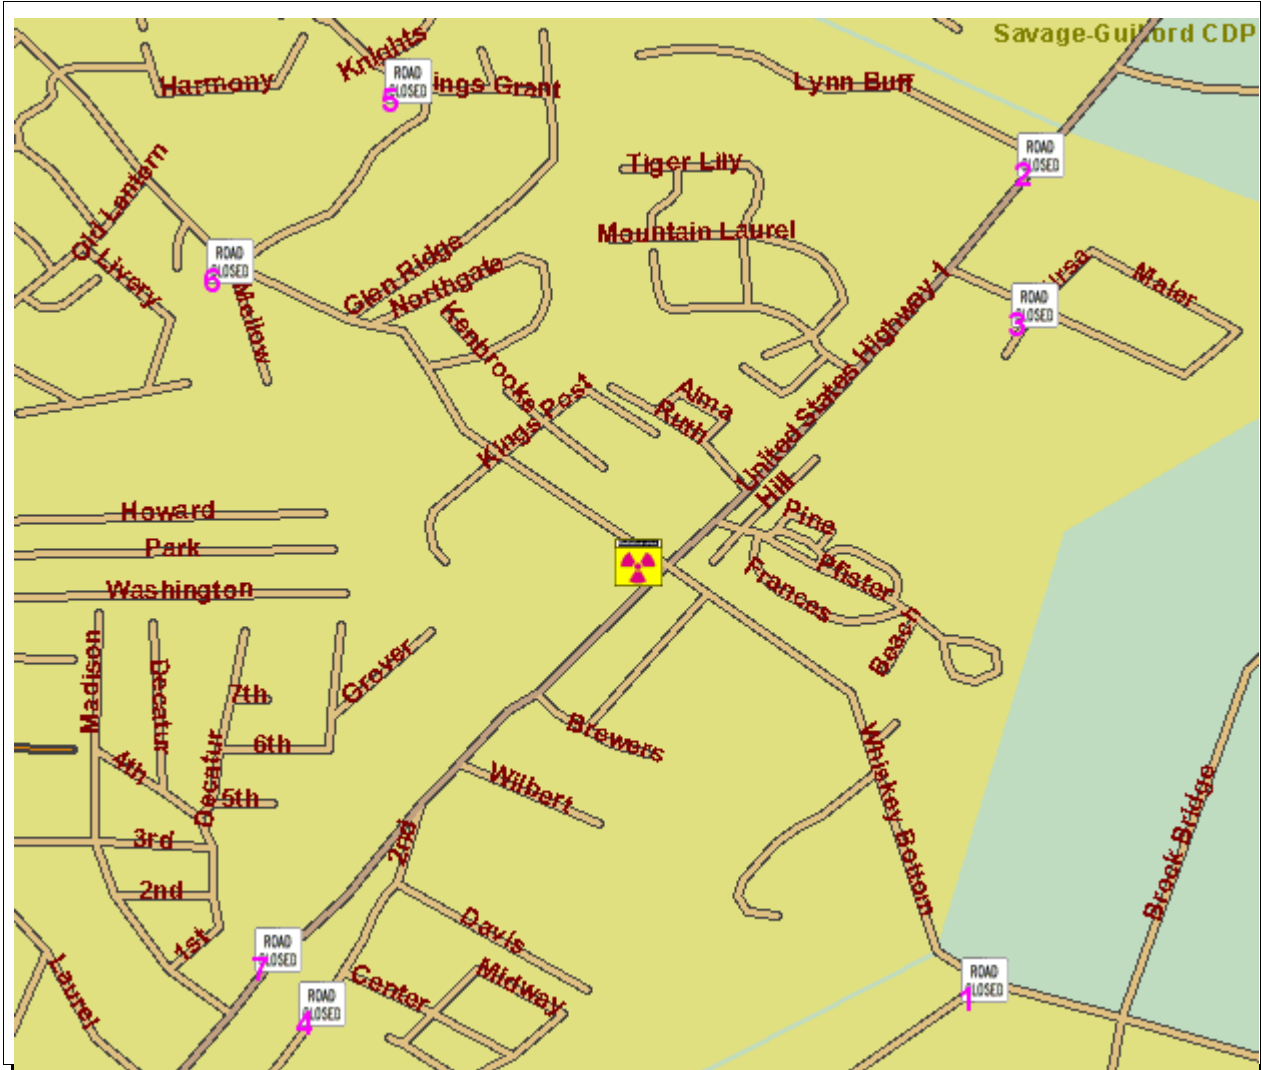 Savage-Guilford CDP
Knights
Harmony
ROAD CLOSED
5
ings Grant
Lynn Buff
ROAD CLOSED
2
Old Lantern
Tiger Lily
Mountain Laurel
Livery
ROAD CLOSED
6
Mellow
Glen Ridge
Northgate
Kenbrooke
Ursa
Majer
ROAD CLOSED
3
United States Highway 1
Kings Post
Alma
Ruth
Hill
Pine
Howard
Park
Washington
Frances
Pfister
Beach
Madison
Decatur
7th
Grover
6th
4th
Decatur
5th
3rd
2nd
1st
Brewers
Wilbert
2nd
Whiskey Bottom
Brock Bridge
Davis
Laurel
ROAD CLOSED
7
Center
Midway
ROAD CLOSED
4
ROAD CLOSED
1